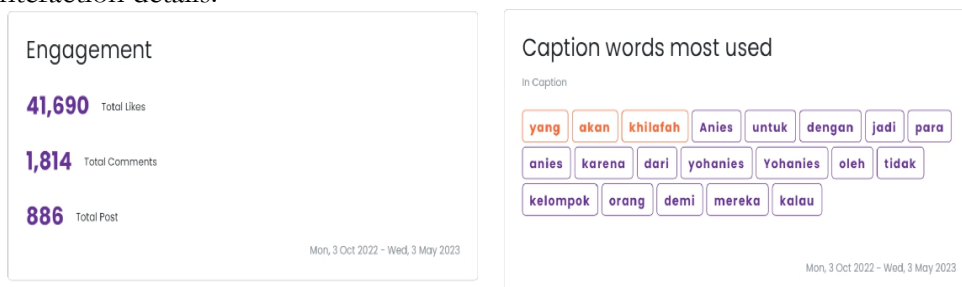 interaction details.
Engagement
41,690 Total Likes
1,814 Total Comments
886 Total Post
Mon, 3 Oct 2022 - Wed, 3 May 2023
Caption words most used
In Caption
yang akan khilafah Anies untuk dengan jadi para
anies karena dari yohanies Yohanies oleh tidak
kelompok orang demi mereka kalau
Mon, 3 Oct 2022 - Wed, 3 May 2023